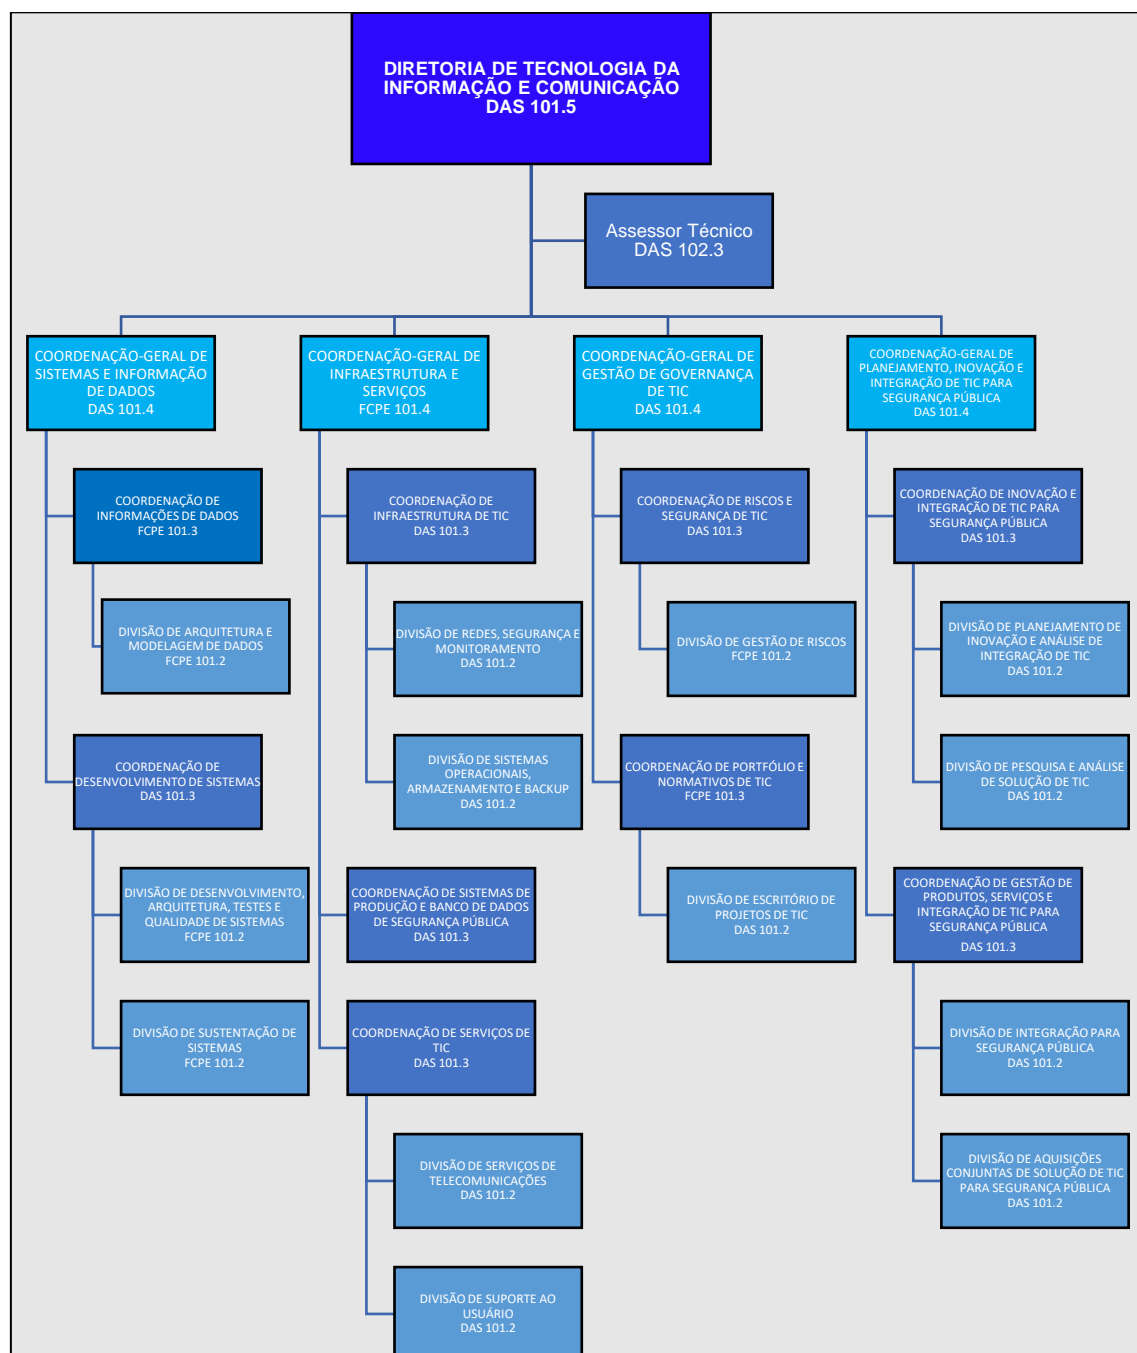 DIRETORIA DE TECNOLOGIA DA
INFORMAÇÃO E COMUNICAÇÃO
DAS 101.5
Assessor Técnico
DAS 102.3
COORDENAÇÃO-GERAL DE
SISTEMAS E INFORMAÇÃO
DE DADOS
DAS 101.4
COORDENAÇÃO DE
INFORMAÇÕES DE DADOS
FCPE 101.3
DIVISÃO DE ARQUITETURA E
MODELAGEM DE DADOS
FCPE 101.2
COORDENAÇÃO DE
DESENVOLVIMENTO DE SISTEMAS
DAS 101.3
DIVISÃO DE DESENVOLVIMENTO,
ARQUITETURA, TESTES E
QUALIDADE DE SISTEMAS
FCPE 101.2
DIVISÃO DE SUSTENTAÇÃO DE
SISTEMAS
FCPE 101.2
COORDENAÇÃO-GERAL DE
INFRAESTRUTURA E
SERVIÇOS
FCPE 101.4
COORDENAÇÃO DE
INFRAESTRUTURA DE TIC
DAS 101.3
DIVISÃO DE REDES, SEGURANÇA E
MONITORAMENTO
DAS 101.2
DIVISÃO DE SISTEMAS
OPERACIONAIS,
ARMAZENAMENTO E BACKUP
DAS 101.2
COORDENAÇÃO DE SISTEMAS DE
PRODUÇÃO E BANCO DE DADOS
DE SEGURANÇA PÚBLICA
DAS 101.3
COORDENAÇÃO DE SERVIÇOS DE
TIC
DAS 101.3
DIVISÃO DE SERVIÇOS DE
TELECOMUNICAÇÕES
DAS 101.2
DIVISÃO DE SUPORTE AO
USUÁRIO
DAS 101.2
COORDENAÇÃO-GERAL DE
GESTÃO DE GOVERNANÇA
DE TIC
DAS 101.4
COORDENAÇÃO DE RISCOS E
SEGURANÇA DE TIC
DAS 101.3
DIVISÃO DE GESTÃO DE RISCOS
FCPE 101.2
COORDENAÇÃO DE PORTFÓLIO E
NORMATIVOS DE TIC
FCPE 101.3
DIVISÃO DE ESCRITÓRIO DE
PROJETOS DE TIC
DAS 101.2
COORDENAÇÃO-GERAL DE
PLANEJAMENTO, INOVAÇÃO E
INTEGRAÇÃO DE TIC PARA
SEGURANÇA PÚBLICA
DAS 101.4
COORDENAÇÃO DE INOVAÇÃO E
INTEGRAÇÃO DE TIC PARA
SEGURANÇA PÚBLICA
DAS 101.3
DIVISÃO DE PLANEJAMENTO DE
INOVAÇÃO E ANÁLISE DE
INTEGRAÇÃO DE TIC
DAS 101.2
DIVISÃO DE PESQUISA E ANÁLISE
DE SOLUÇÃO DE TIC
DAS 101.2
COORDENAÇÃO DE GESTÃO DE
PRODUTOS, SERVIÇOS E
INTEGRAÇÃO DE TIC PARA
SEGURANÇA PÚBLICA
DAS 101.3
DIVISÃO DE INTEGRAÇÃO PARA
SEGURANÇA PÚBLICA
DAS 101.2
DIVISÃO DE AQUISIÇÕES
CONJUNTAS DE SOLUÇÃO DE TIC
PARA SEGURANÇA PÚBLICA
DAS 101.2